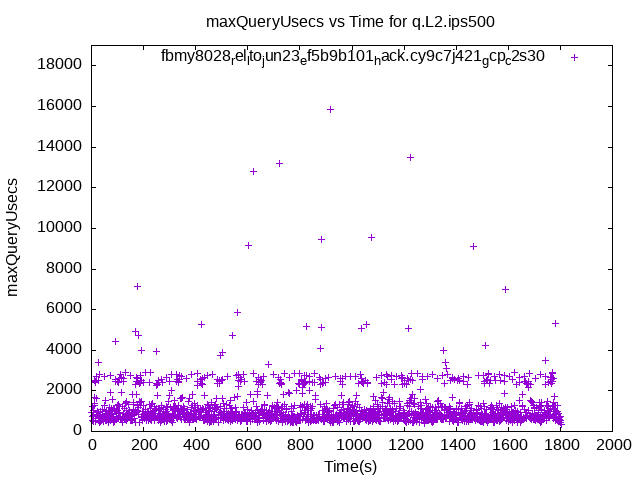 maxQueryUsecs vs Time for q.L2.ips500
fbmy8028relltojun23ef5b9b101hack.cy9c7j421gcpc2s30
18000
16000
14000
12000
10000
8000
6000
4000
2000
0
maxQueryUsecs
0 200 400 600 800 1000 1200 1400 1600 1800 2000
Time(s)